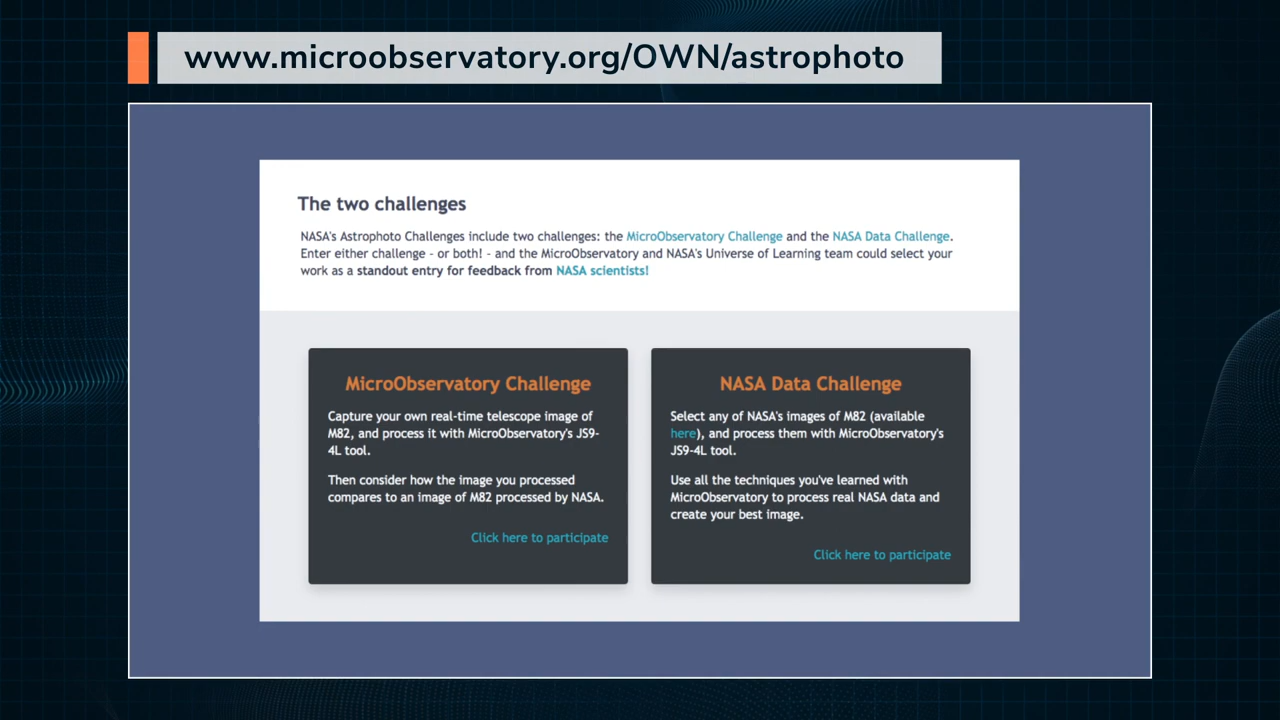 www.microobservatory.org/OWN/astrophoto
The two challenges
NASA's Astrophoto Challenges include two challenges: the MicroObservatory Challenge and the NASA Data Challenge.
Enter either challenge - or both! - and the MicroObservatory and NASA's Universe of Learning team could select your
work as a standout entry for feedback from NASA scientists!
MicroObservatory Challenge
Capture your own real-time telescope image of
M82, and process it with MicroObservatory's JS9-
4L tool.
Then consider how the image you processed
compares to an image of M82 processed by NASA.
Click here to participate
NASA Data Challenge
Select any of NASA's images of M82 (available
here), and process them with MicroObservatory's
JS9-4L tool.
Use all the techniques you've learned with
MicroObservatory to process real NASA data and
create your best image.
Click here to participate